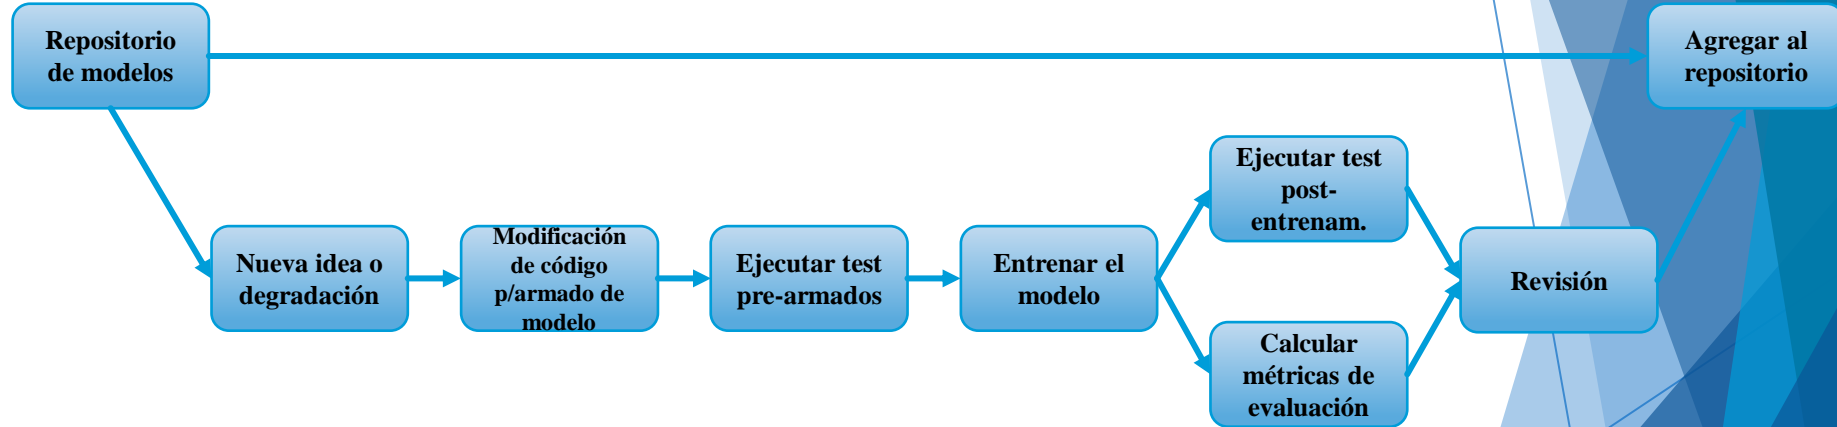 Repositorio
de modelos
Agregar al
repositorio
Nueva idea o
degradación
Modificación
de código
p/armado de
modelo
Ejecutar test
pre-armados
Entrenar el
modelo
Ejecutar test
post-
entrenam.
Calcular
métricas de
evaluación
Revisión